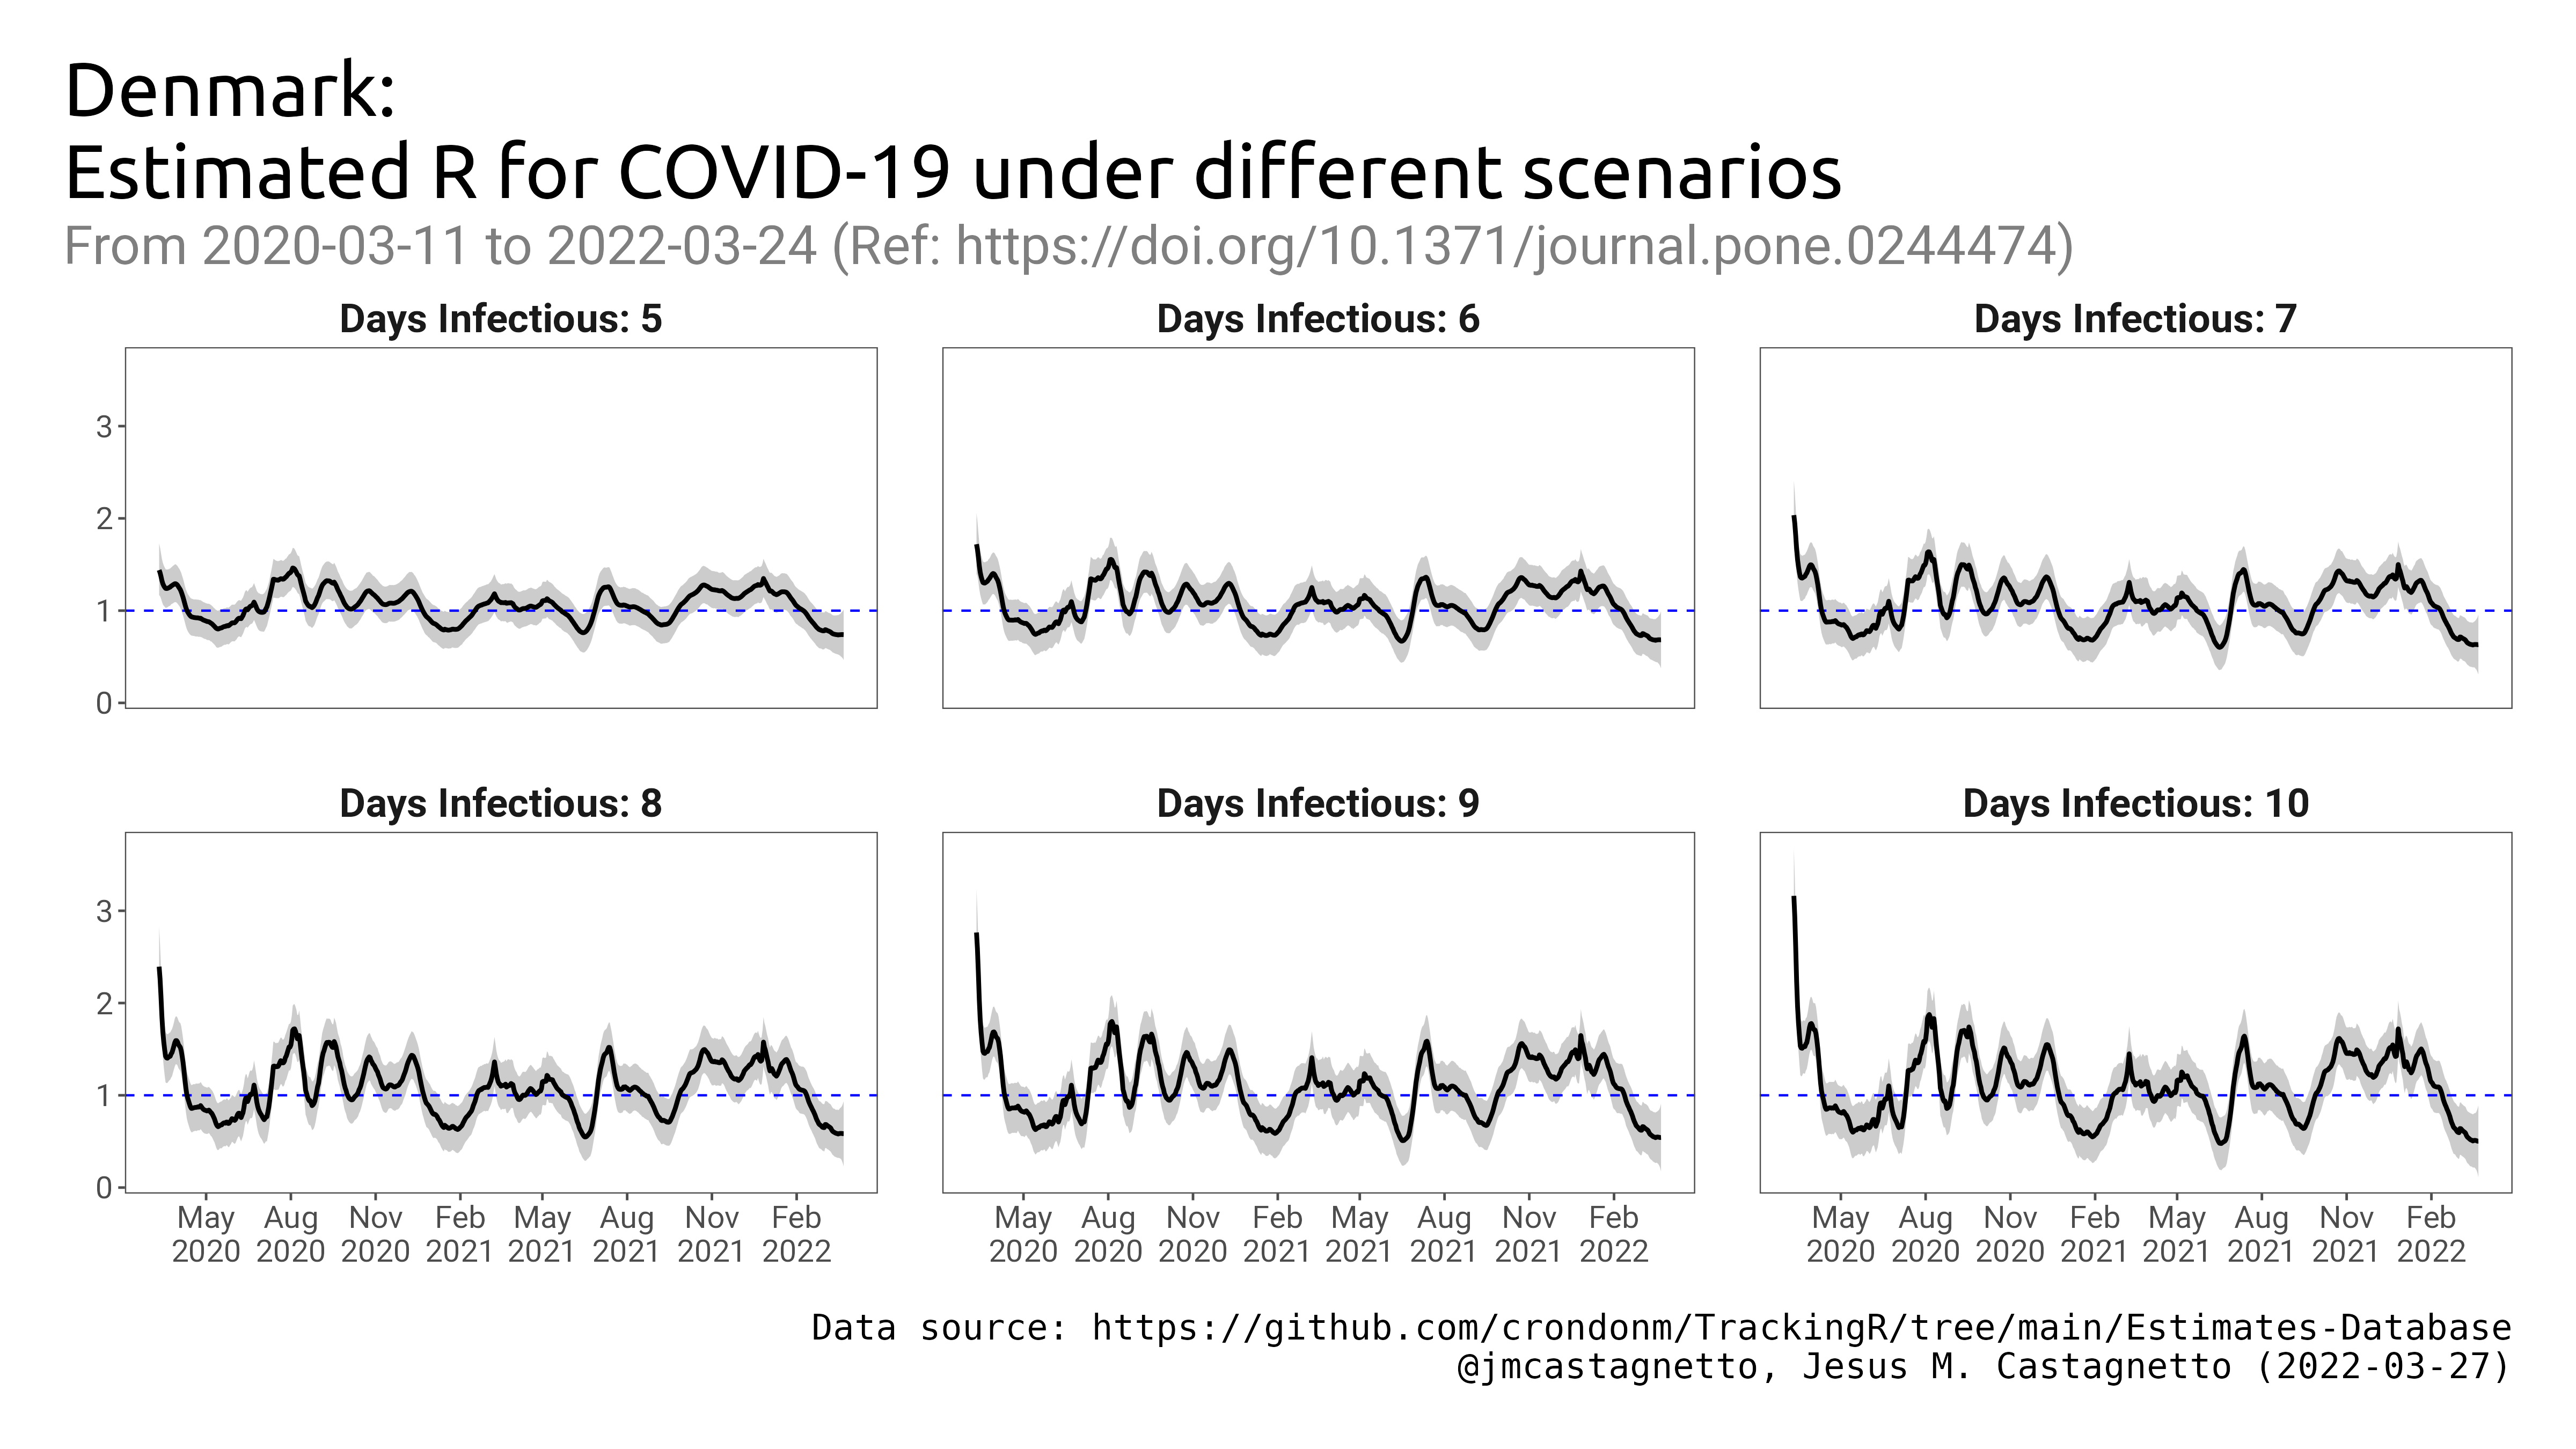 Denmark:
Estimated R for COVID-19 under different scenarios
From 2020-03-11 to 2022-03-24 (Ref: https://doi.org/10.1371/journal.pone.0244474)
Days Infectious: 5
Days Infectious: 6
Days Infectious: 7
3
2
1
0
Days Infectious: 8
Days Infectious: 9
Days Infectious: 10
3
2
1
0
May Aug Nov Feb May Aug Nov Feb
2020 2020 2020 2021 2021 2021 2021 2022
May Aug Nov Feb May Aug Nov Feb
2020 2020 2020 2021 2021 2021 2021 2022
May Aug Nov Feb May Aug Nov Feb
2020 2020 2020 2021 2021 2021 2021 2022
Data source: https://github.com/crondonm/TrackingR/tree/main/Estimates-Database
@jmcastagnetto, Jesus M. Castagnetto (2022-03-27)